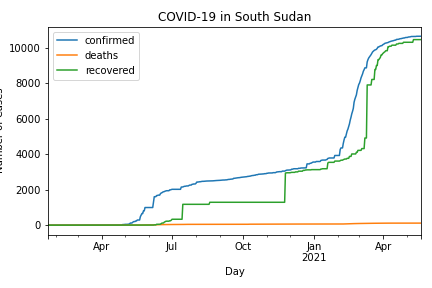 COVID-19 in South Sudan
confirmed
deaths
recovered
10000
8000
6000
4000
2000
0
Apr
Jul
Oct
Jan
2021
Apr
Day